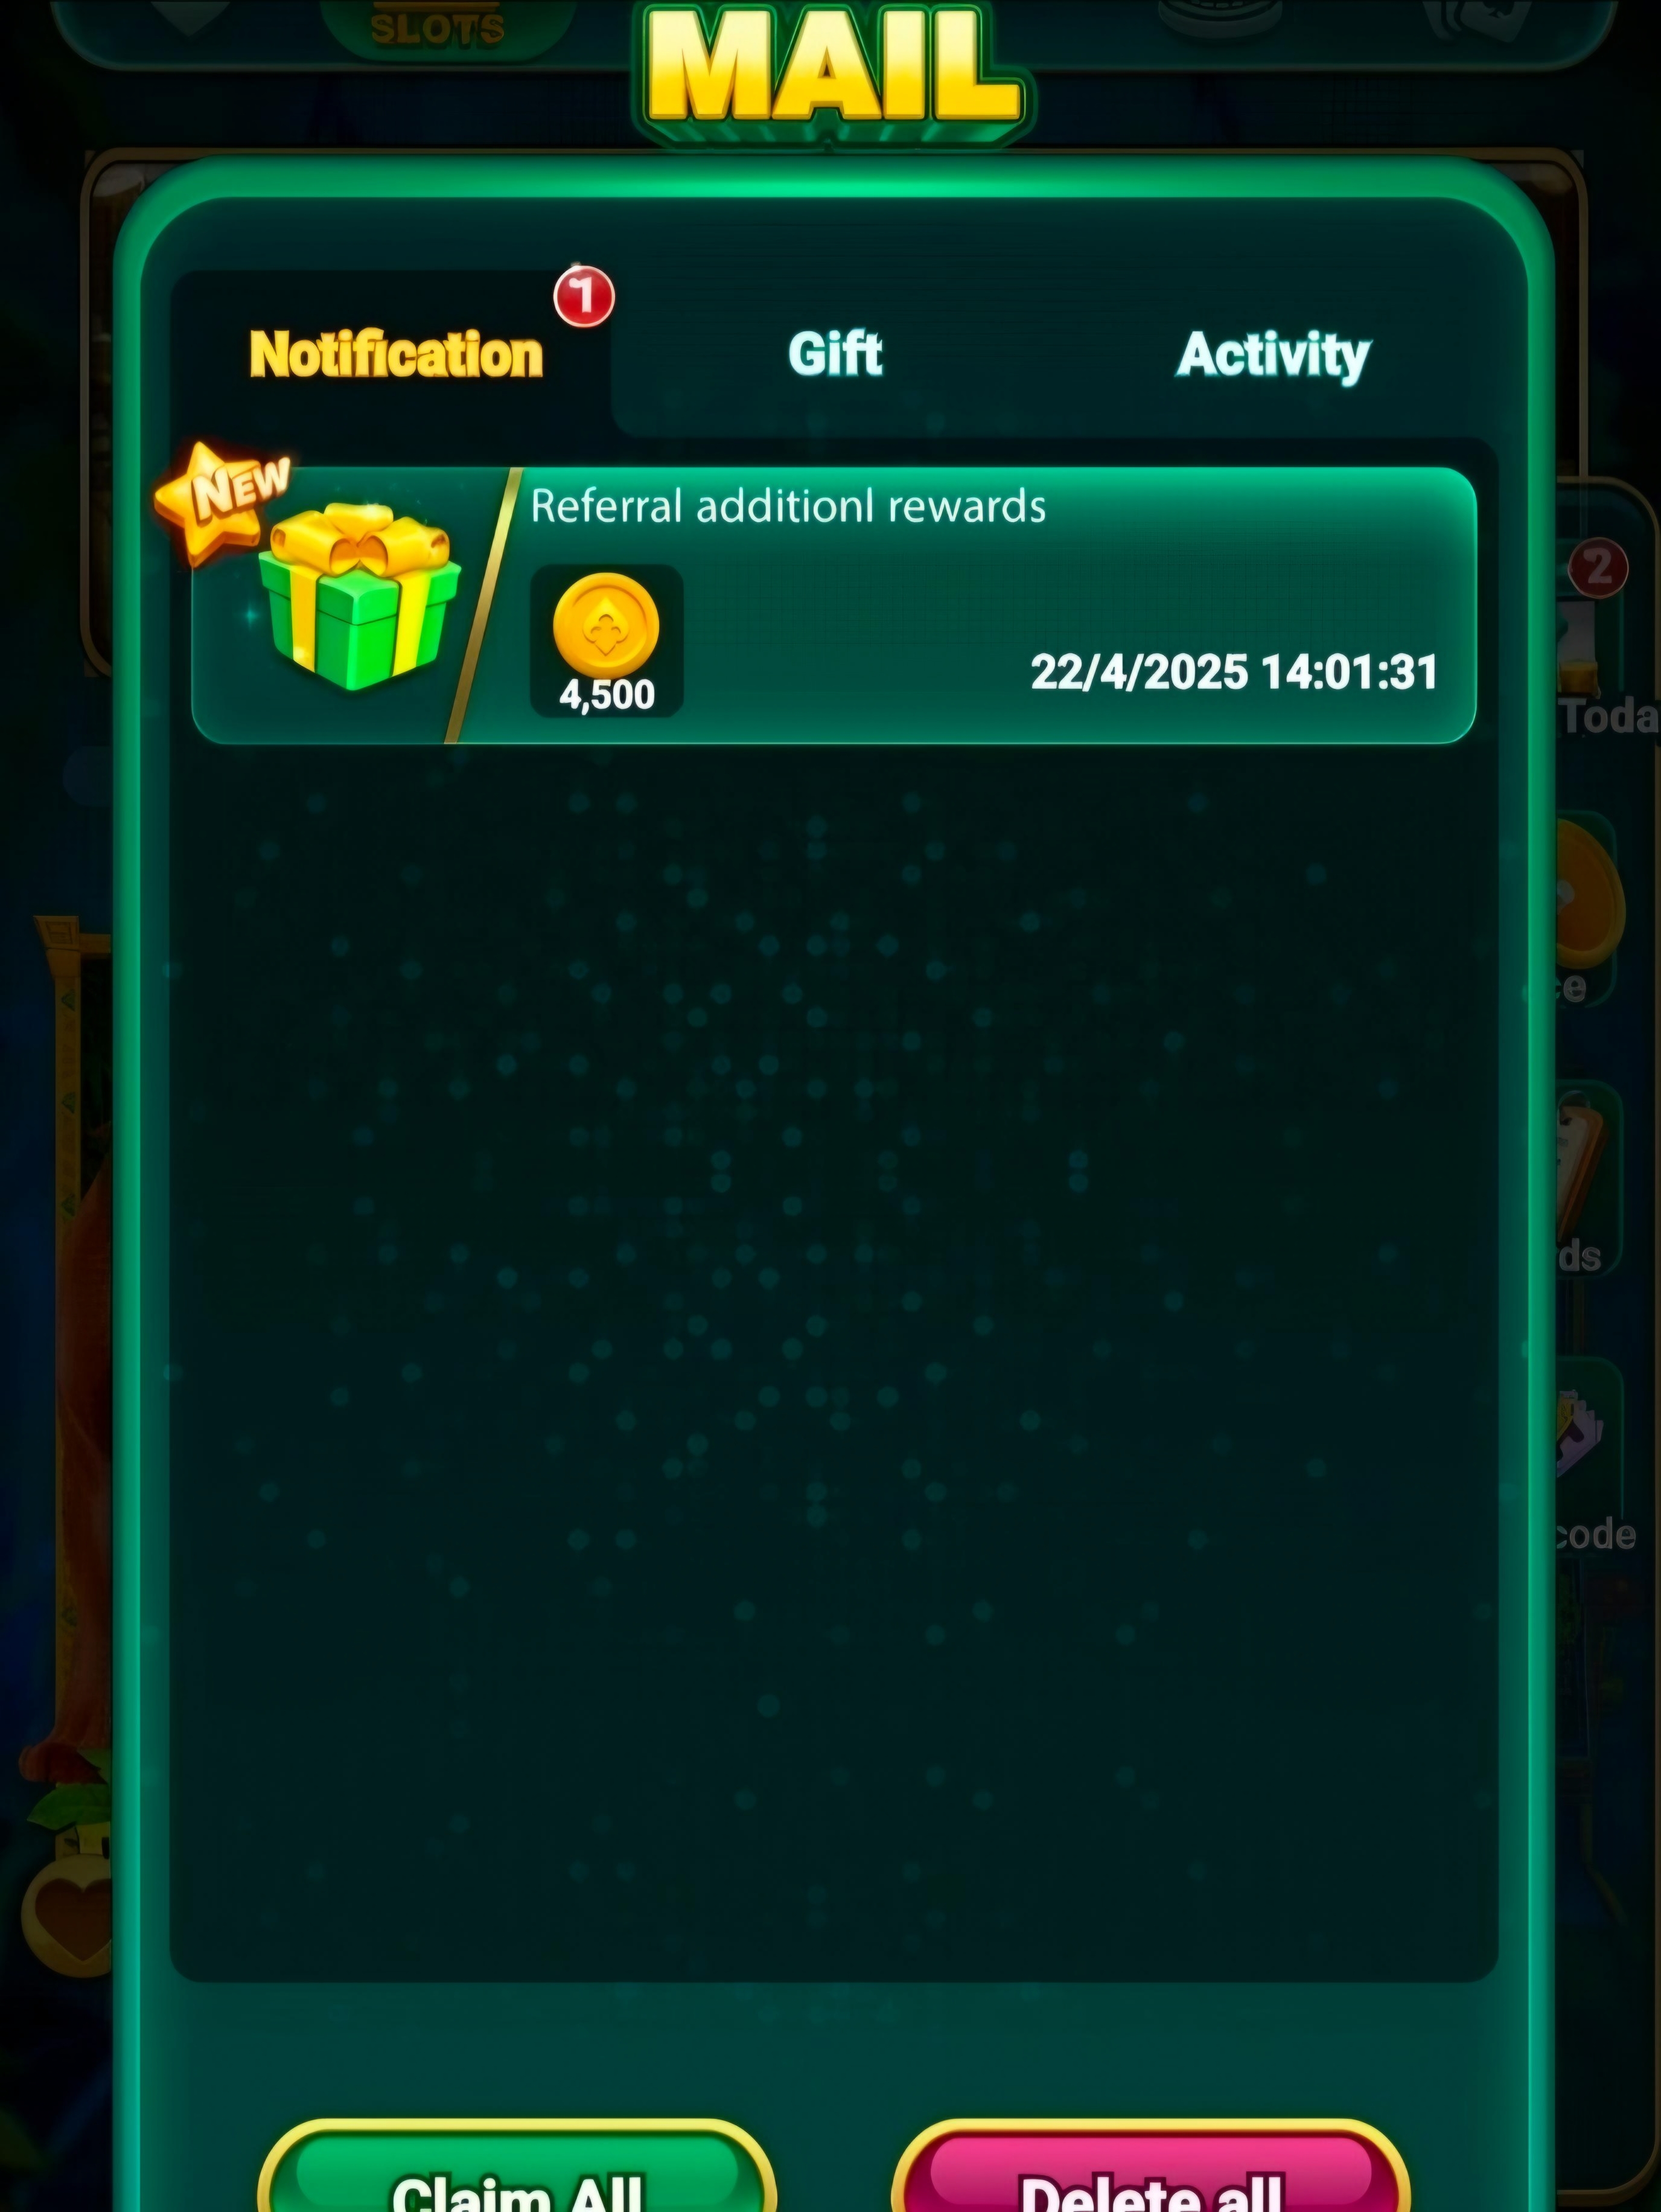 SLOTS
MAIL
1
Notification
Gift
Activity
NEW
Referral additionl rewards
4,500
22/4/2025 14:01:31
2
Toda
ce
ds
code
Claim All
Delete all